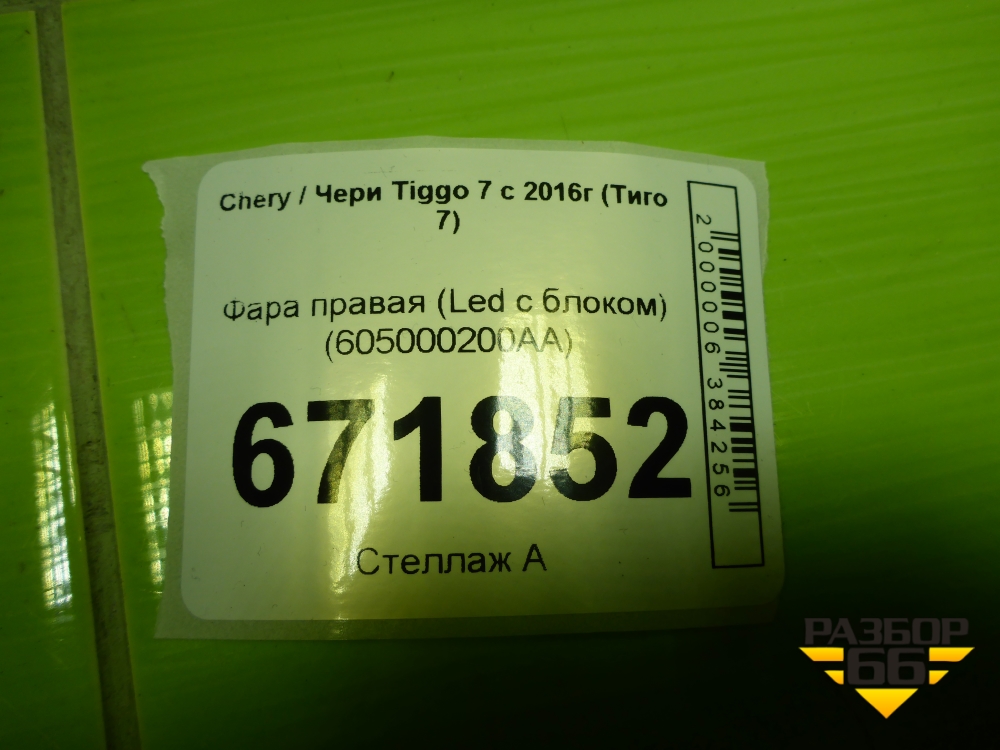 Chery / Чери Tiggo 7 с 2016г (Тиго
7)
Фара правая (Led с блоком)
(605000200AA)
671852
Стеллаж А
2000006384256
РАЗБОР
66